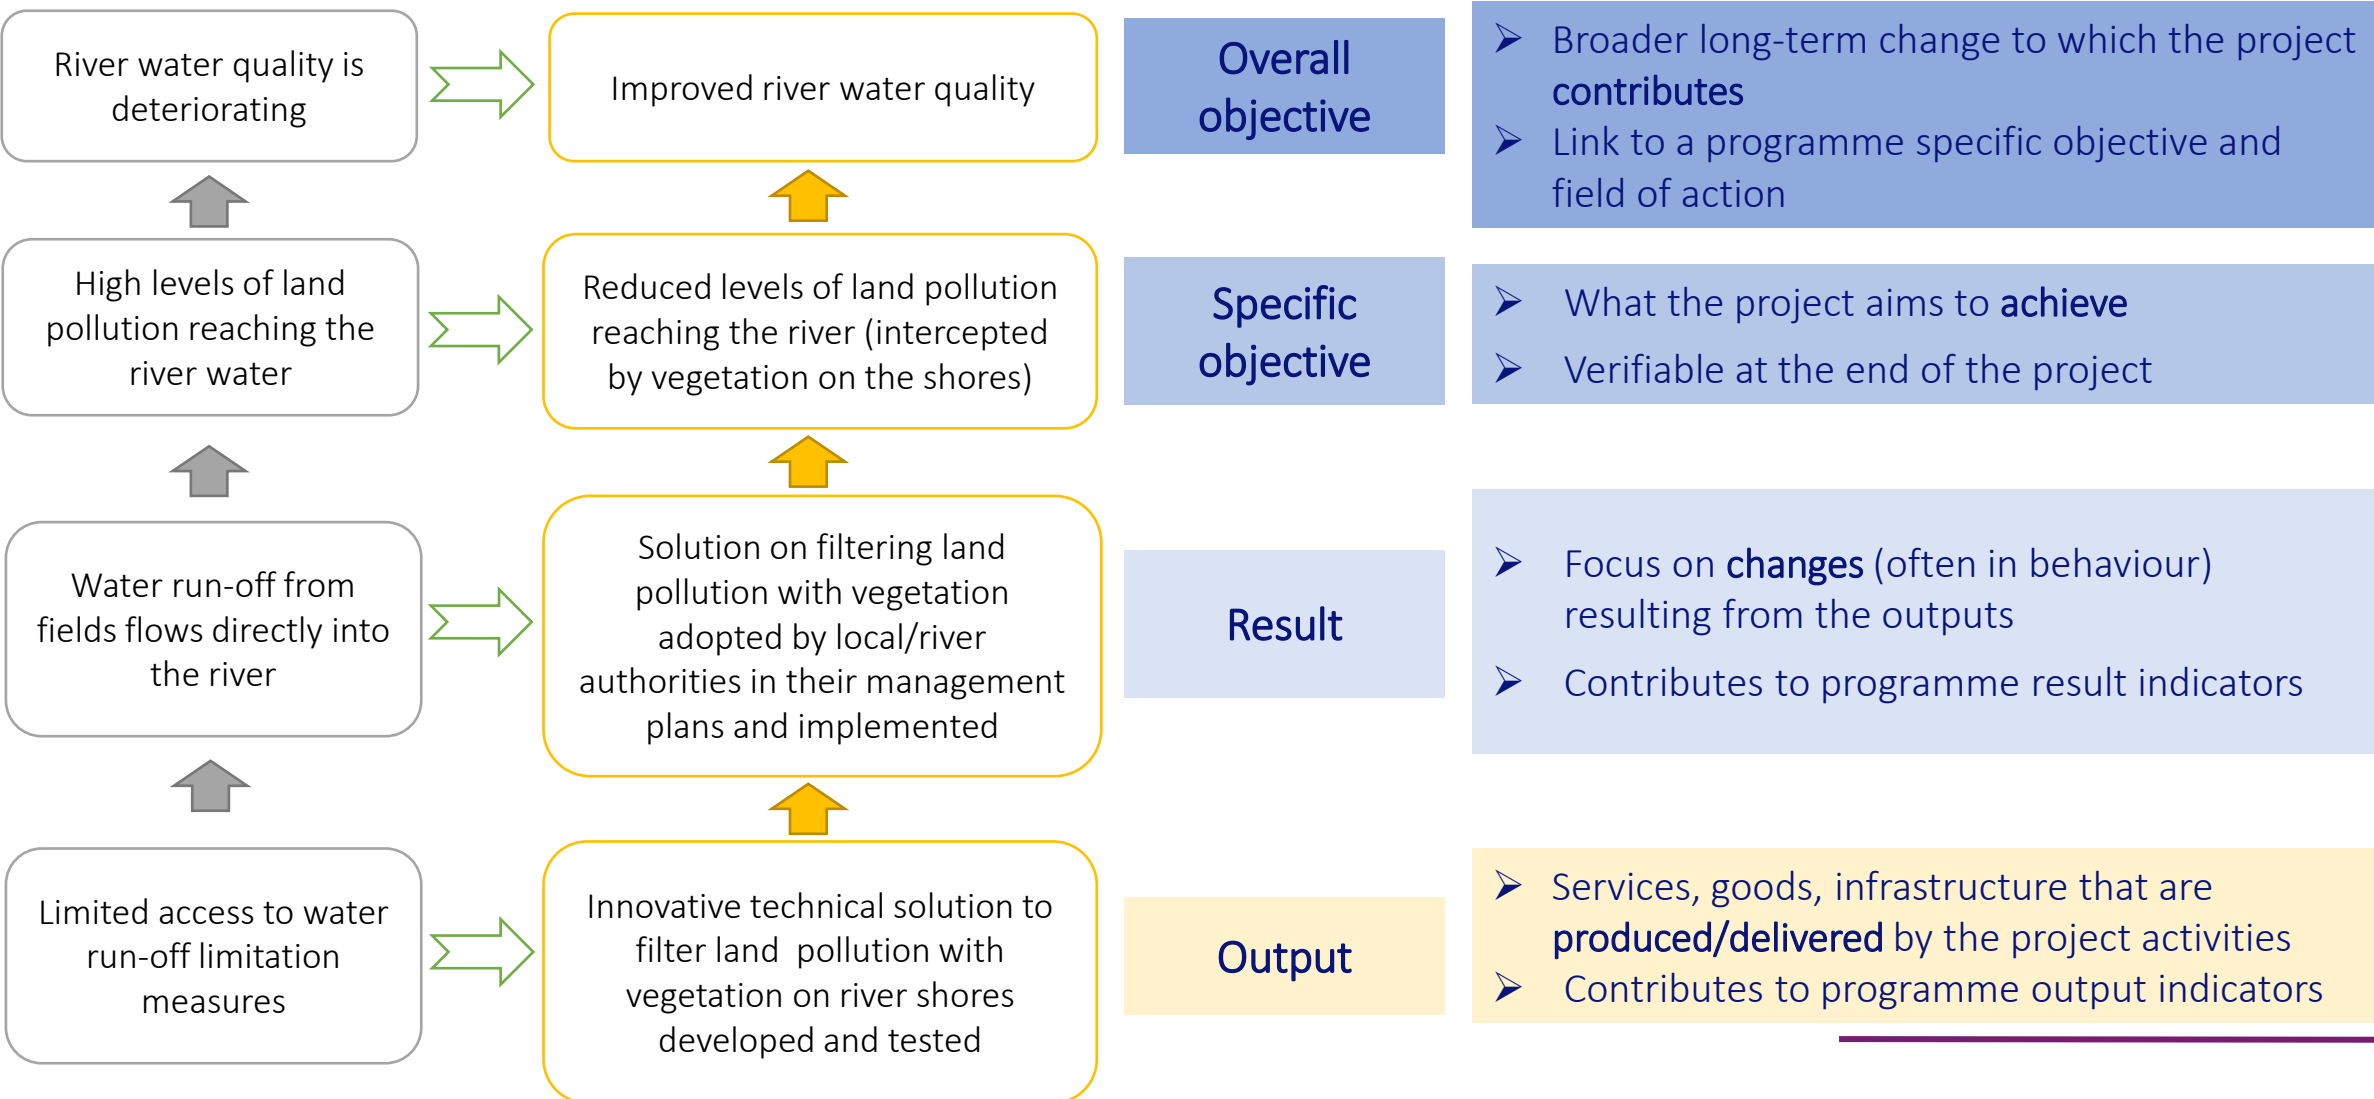 River water quality is
deteriorating
Improved river water quality
Overall
objective
➢ Broader long-term change to which the project
contributes
➢ Link to a programme specific objective and
field of action
High levels of land
pollution reaching the
river water
Reduced levels of land pollution
reaching the river (intercepted
by vegetation on the shores)
Specific
objective
➢ What the project aims to achieve
➢ Verifiable at the end of the project
Water run-off from
fields flows directly into
the river
Solution on filtering land
pollution with vegetation
adopted by local/river
authorities in their management
plans and implemented
Result
➢ Focus on changes (often in behaviour)
resulting from the outputs
➢ Contributes to programme result indicators
Limited access to water
run-off limitation
measures
Innovative technical solution to
filter land pollution with
vegetation on river shores
developed and tested
Output
➢ Services, goods, infrastructure that are
produced/delivered by the project activities
➢ Contributes to programme output indicators